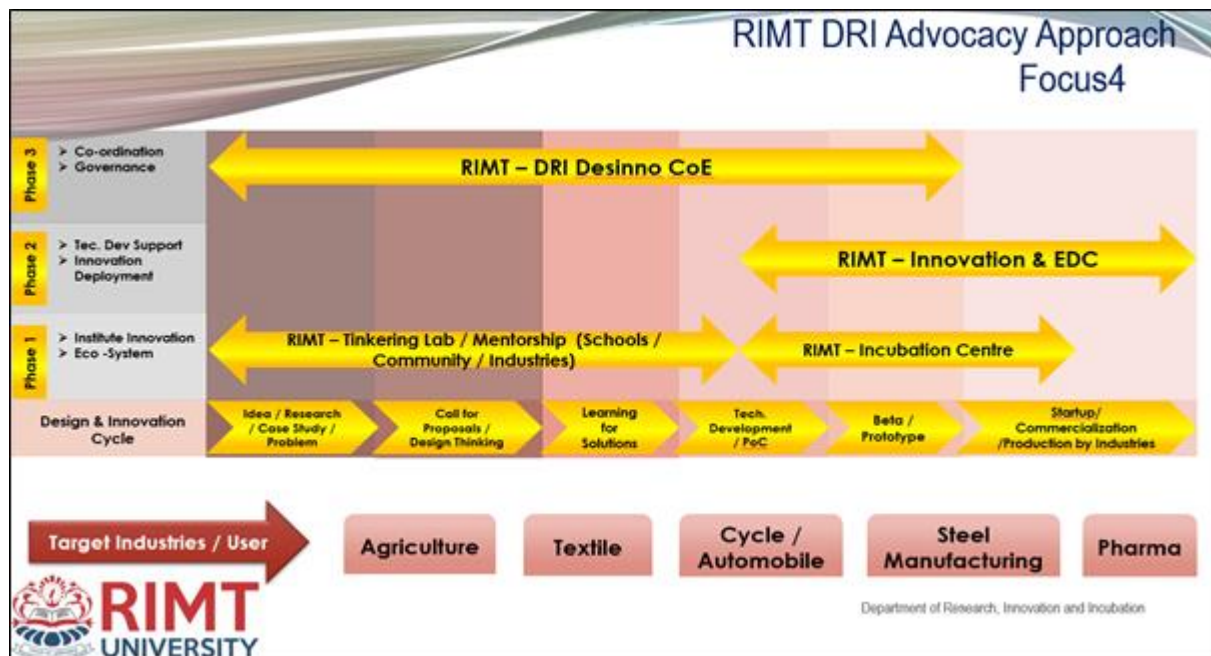 RIMT DRI Advocacy Approach
Focus4
Phase 3
➢ Co-ordination
➢ Governance
RIMT – DRI Desinno CoE
Phase 2
➢ Tec. Dev Support
➢ Innovation
Deployment
RIMT – Innovation & EDC
Phase 1
➢ Institute Innovation
➢ Eco -System
RIMT – Tinkering Lab / Mentorship (Schools /
Community / Industries)
RIMT – Incubation Centre
Design & Innovation
Cycle
Idea / Research
/ Case Study /
Problem
Call for
Proposals /
Design Thinking
Learning
for
Solutions
Tech.
Development
/ PoC
Beta /
Prototype
Startup/
Commercialization
/Production by Industries
Target Industries / User
Agriculture
Textile
Cycle /
Automobile
Steel
Manufacturing
Pharma
RIMT
UNIVERSITY
Department of Research, Innovation and Incubation